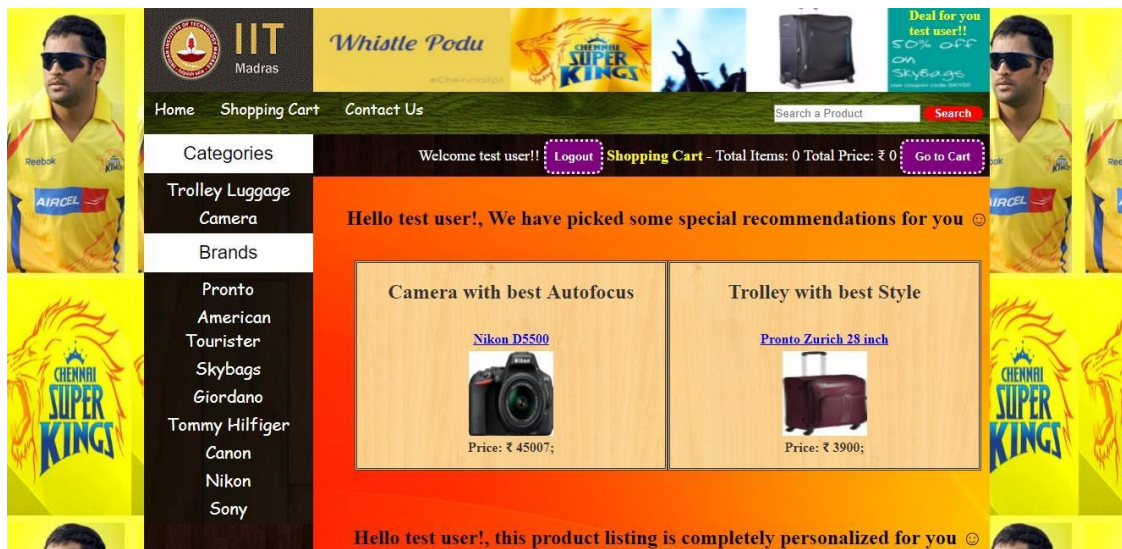 IIT
Madras
Whistle Podu
CHENNAI
SUPER
KINGS
Deal for you
test user!!
50% off
on
SkyBags
Home Shopping Cart Contact Us
Search a Product Search
Categories
Trolley Luggage
Camera
Brands
Pronto
American
Tourister
Skybags
Giordano
Tommy Hilfiger
Canon
Nikon
Sony
Welcome test user!! Logout Shopping Cart - Total Items: 0 Total Price: ₹ 0 Go to Cart
Hello test user!, We have picked some special recommendations for you ☺
Camera with best Autofocus
Nikon D5500
Nikon
Price: ₹ 45007;
Trolley with best Style
Pronto Zurich 28 inch
Price: ₹ 3900;
Hello test user!, this product listing is completely personalized for you ☺
Reebok
AIRCEL
CHENNAI
SUPER
KINGS
AIRCEL
CHENNAI
SUPER
KINGS